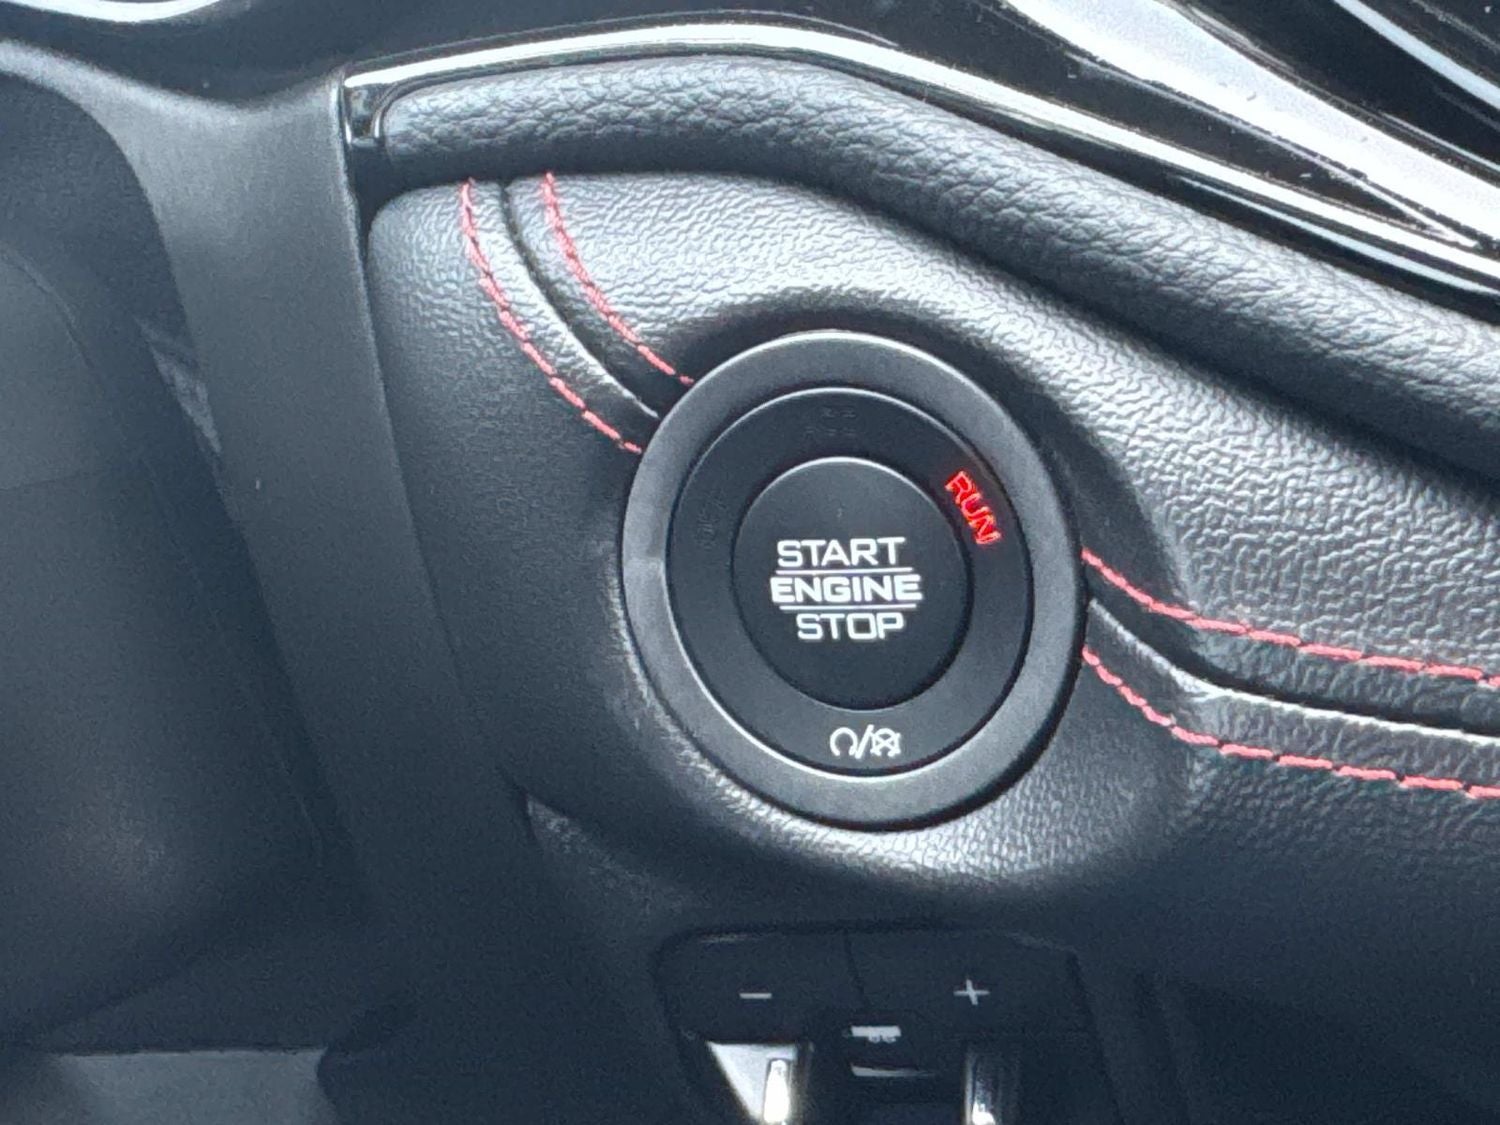 RUN
START
ENGINE
STOP
- +